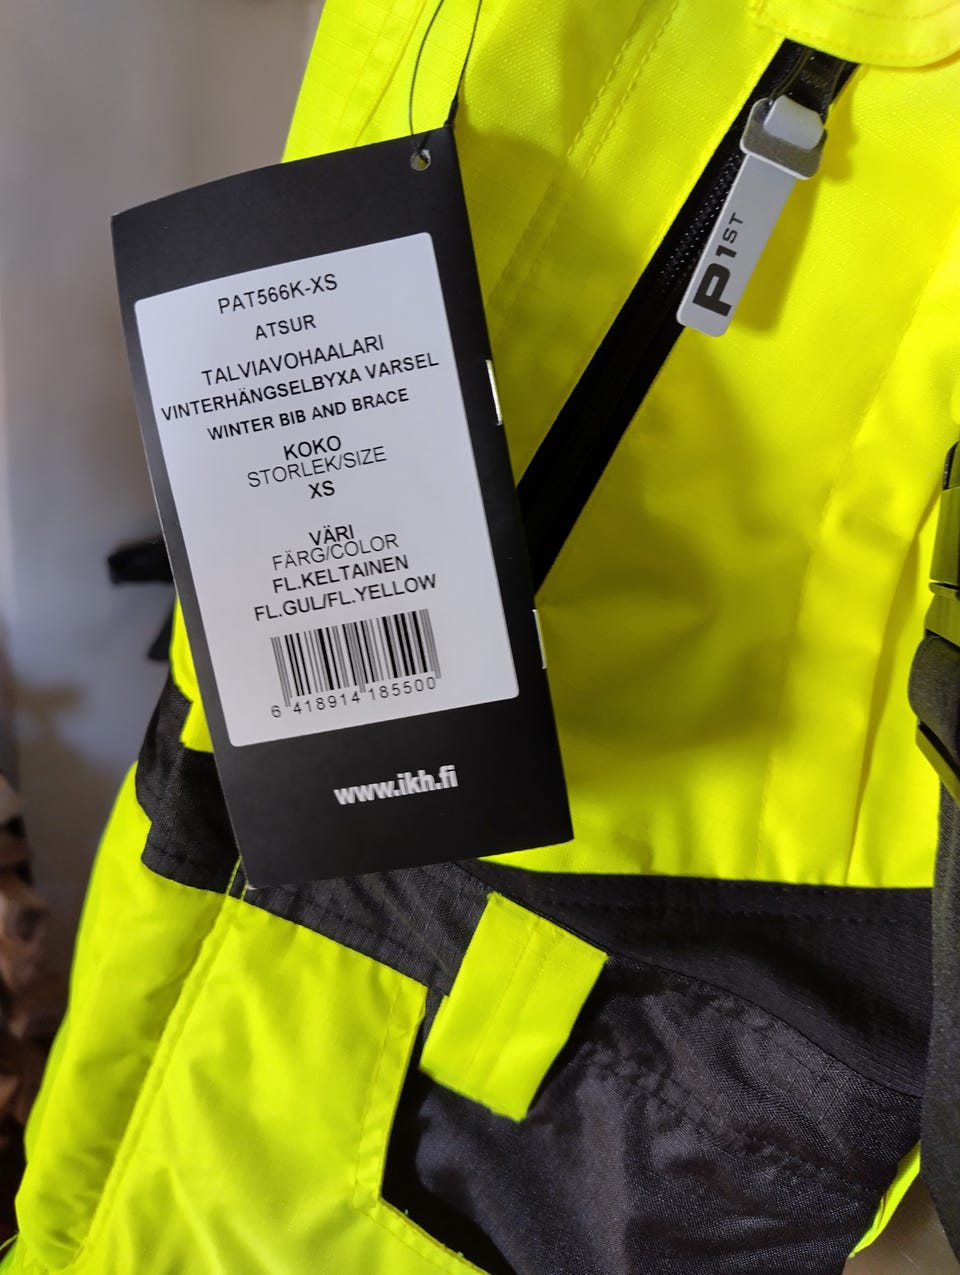 PAT566K-XS
ATSUR
TALVIAVOHAALARI
VINTERHÄNGSELBYXA VARSEL
WINTER BIB AND BRACE
KOKO
STORLEK/SIZE
XS
VÄRI
FÄRG/COLOR
FL.KELTAINEN
FL.GUL/FL.YELLOW
6 418914 185500
www.ikh.fi
P1ST